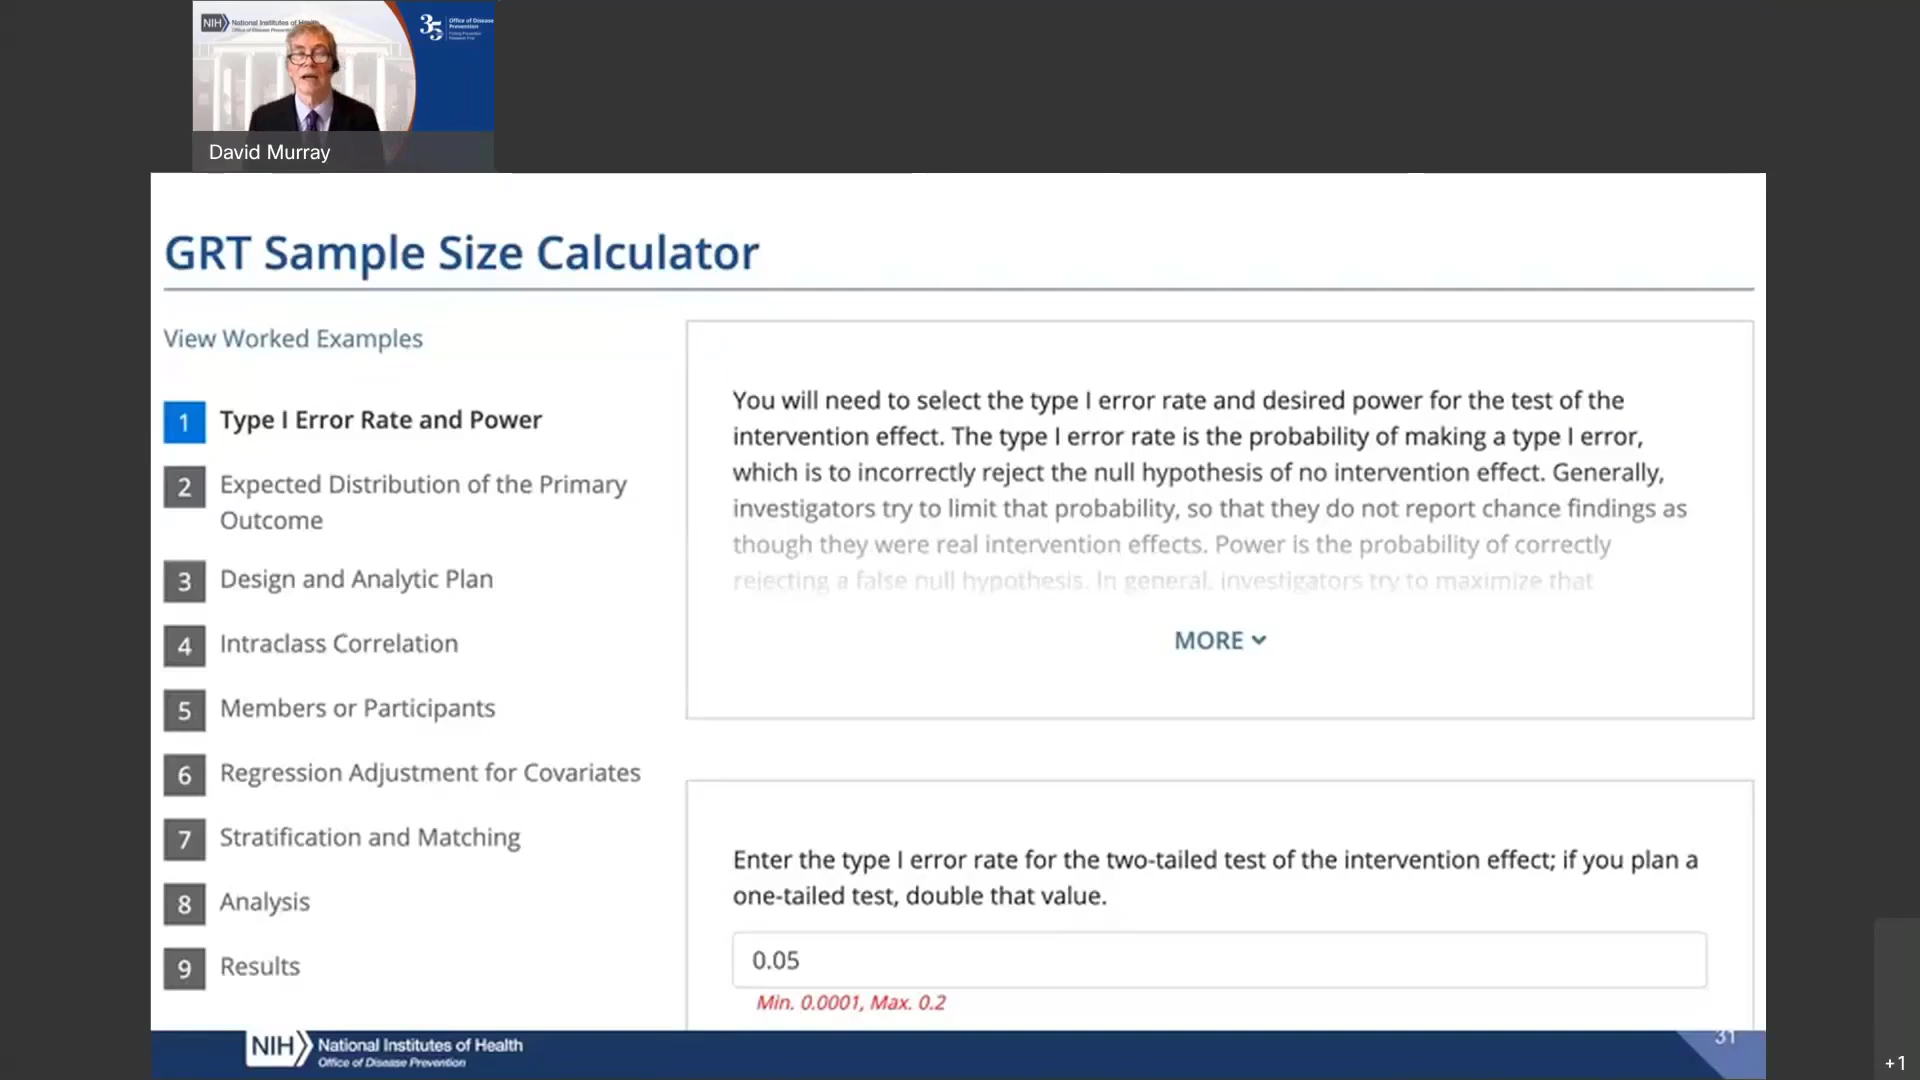 NIH National Institutes of Health
Office of Disease Prevention
35
Office of Disease
Prevention
David Murray
GRT Sample Size Calculator
View Worked Examples
1 Type I Error Rate and Power
2 Expected Distribution of the Primary
Outcome
3 Design and Analytic Plan
4 Intraclass Correlation
5 Members or Participants
6 Regression Adjustment for Covariates
7 Stratification and Matching
8 Analysis
9 Results
You will need to select the type I error rate and desired power for the test of the
intervention effect. The type I error rate is the probability of making a type I error,
which is to incorrectly reject the null hypothesis of no intervention effect. Generally,
investigators try to limit that probability, so that they do not report chance findings as
though they were real intervention effects. Power is the probability of correctly
rejecting a false null hypothesis. In general, investigators try to maximize that
MORE
Enter the type I error rate for the two-tailed test of the intervention effect; if you plan a
one-tailed test, double that value.
0.05
Min. 0.0001, Max. 0.2
NIH National Institutes of Health
Office of Disease Prevention
31
+1